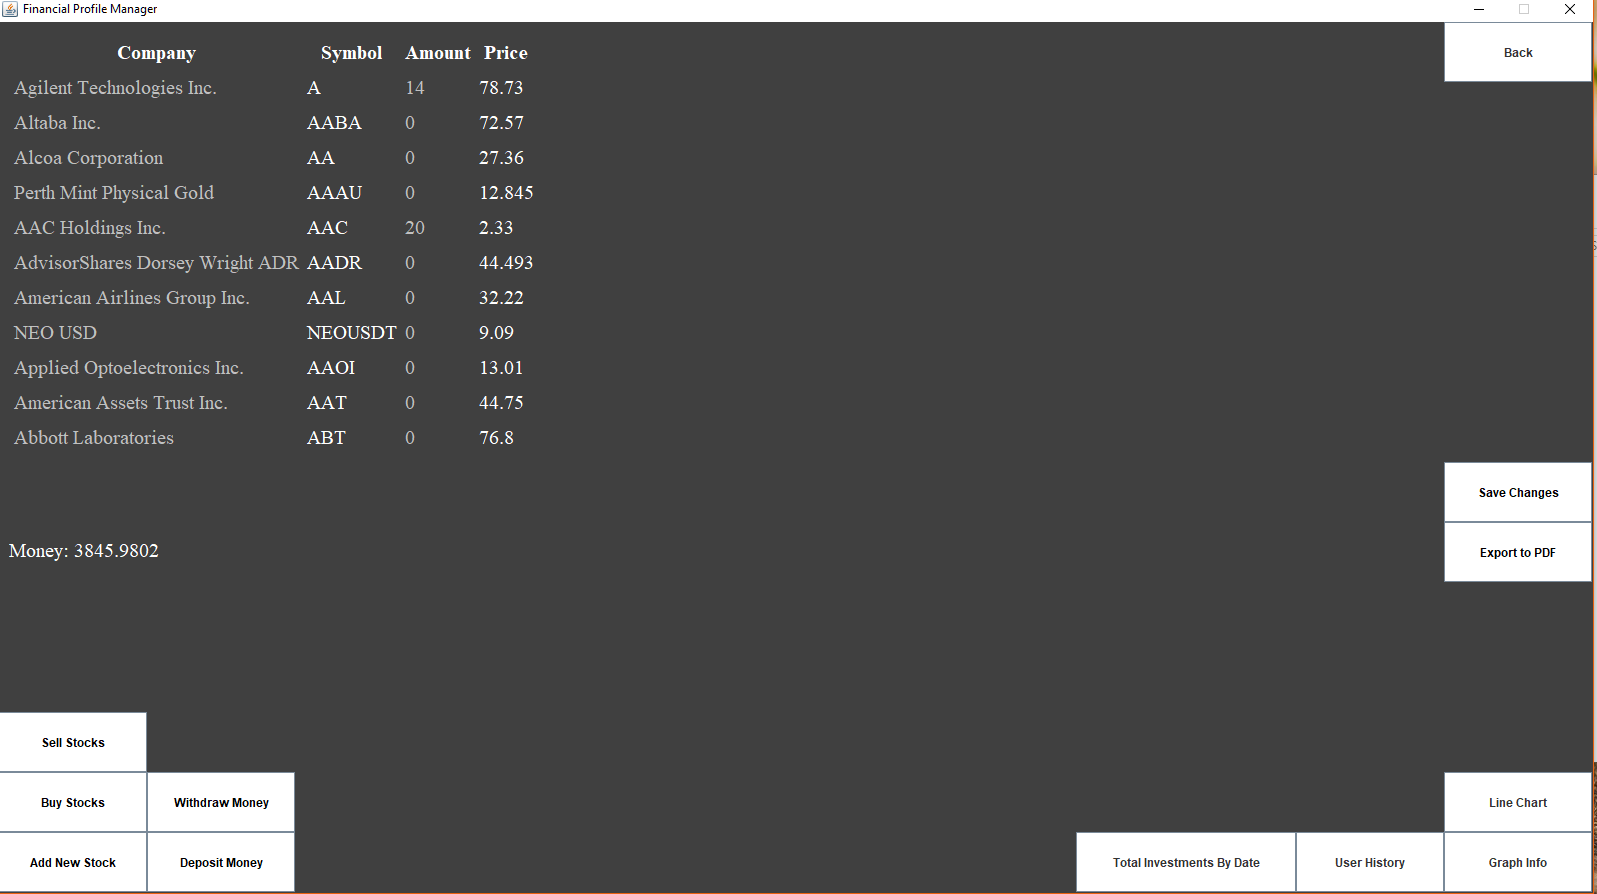 Financial Profile Manager
Company Symbol Amount Price
Back
Agilent Technologies Inc. A 14 78.73
Altaba Inc. AABA 0 72.57
Alcoa Corporation AA 0 27.36
Perth Mint Physical Gold AAAU 0 12.845
AAC Holdings Inc. AAC 20 2.33
AdvisorShares Dorsey Wright ADR AADR 0 44.493
American Airlines Group Inc. AAL 0 32.22
NEO USD NEOUSDT 0 9.09
Applied Optoelectronics Inc. AAOI 0 13.01
American Assets Trust Inc. AAT 0 44.75
Abbott Laboratories ABT 0 76.8
Save Changes
Money: 3845.9802
Export to PDF
Sell Stocks
Buy Stocks Withdraw Money
Line Chart
Add New Stock Deposit Money
Total Investments By Date User History Graph Info